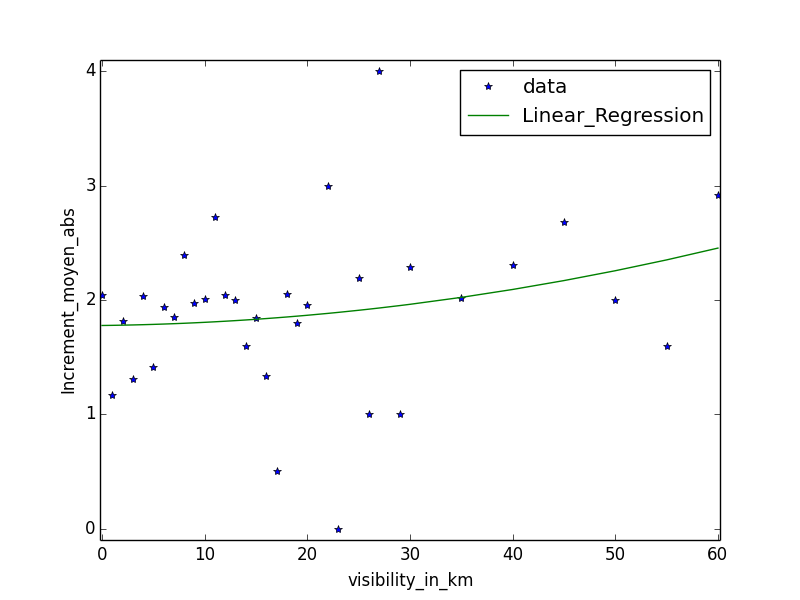 data
Linear_Regression
4
3
2
1
0
Increment_moyen_abs
0 10 20 30 40 50 60
visibility_in_km